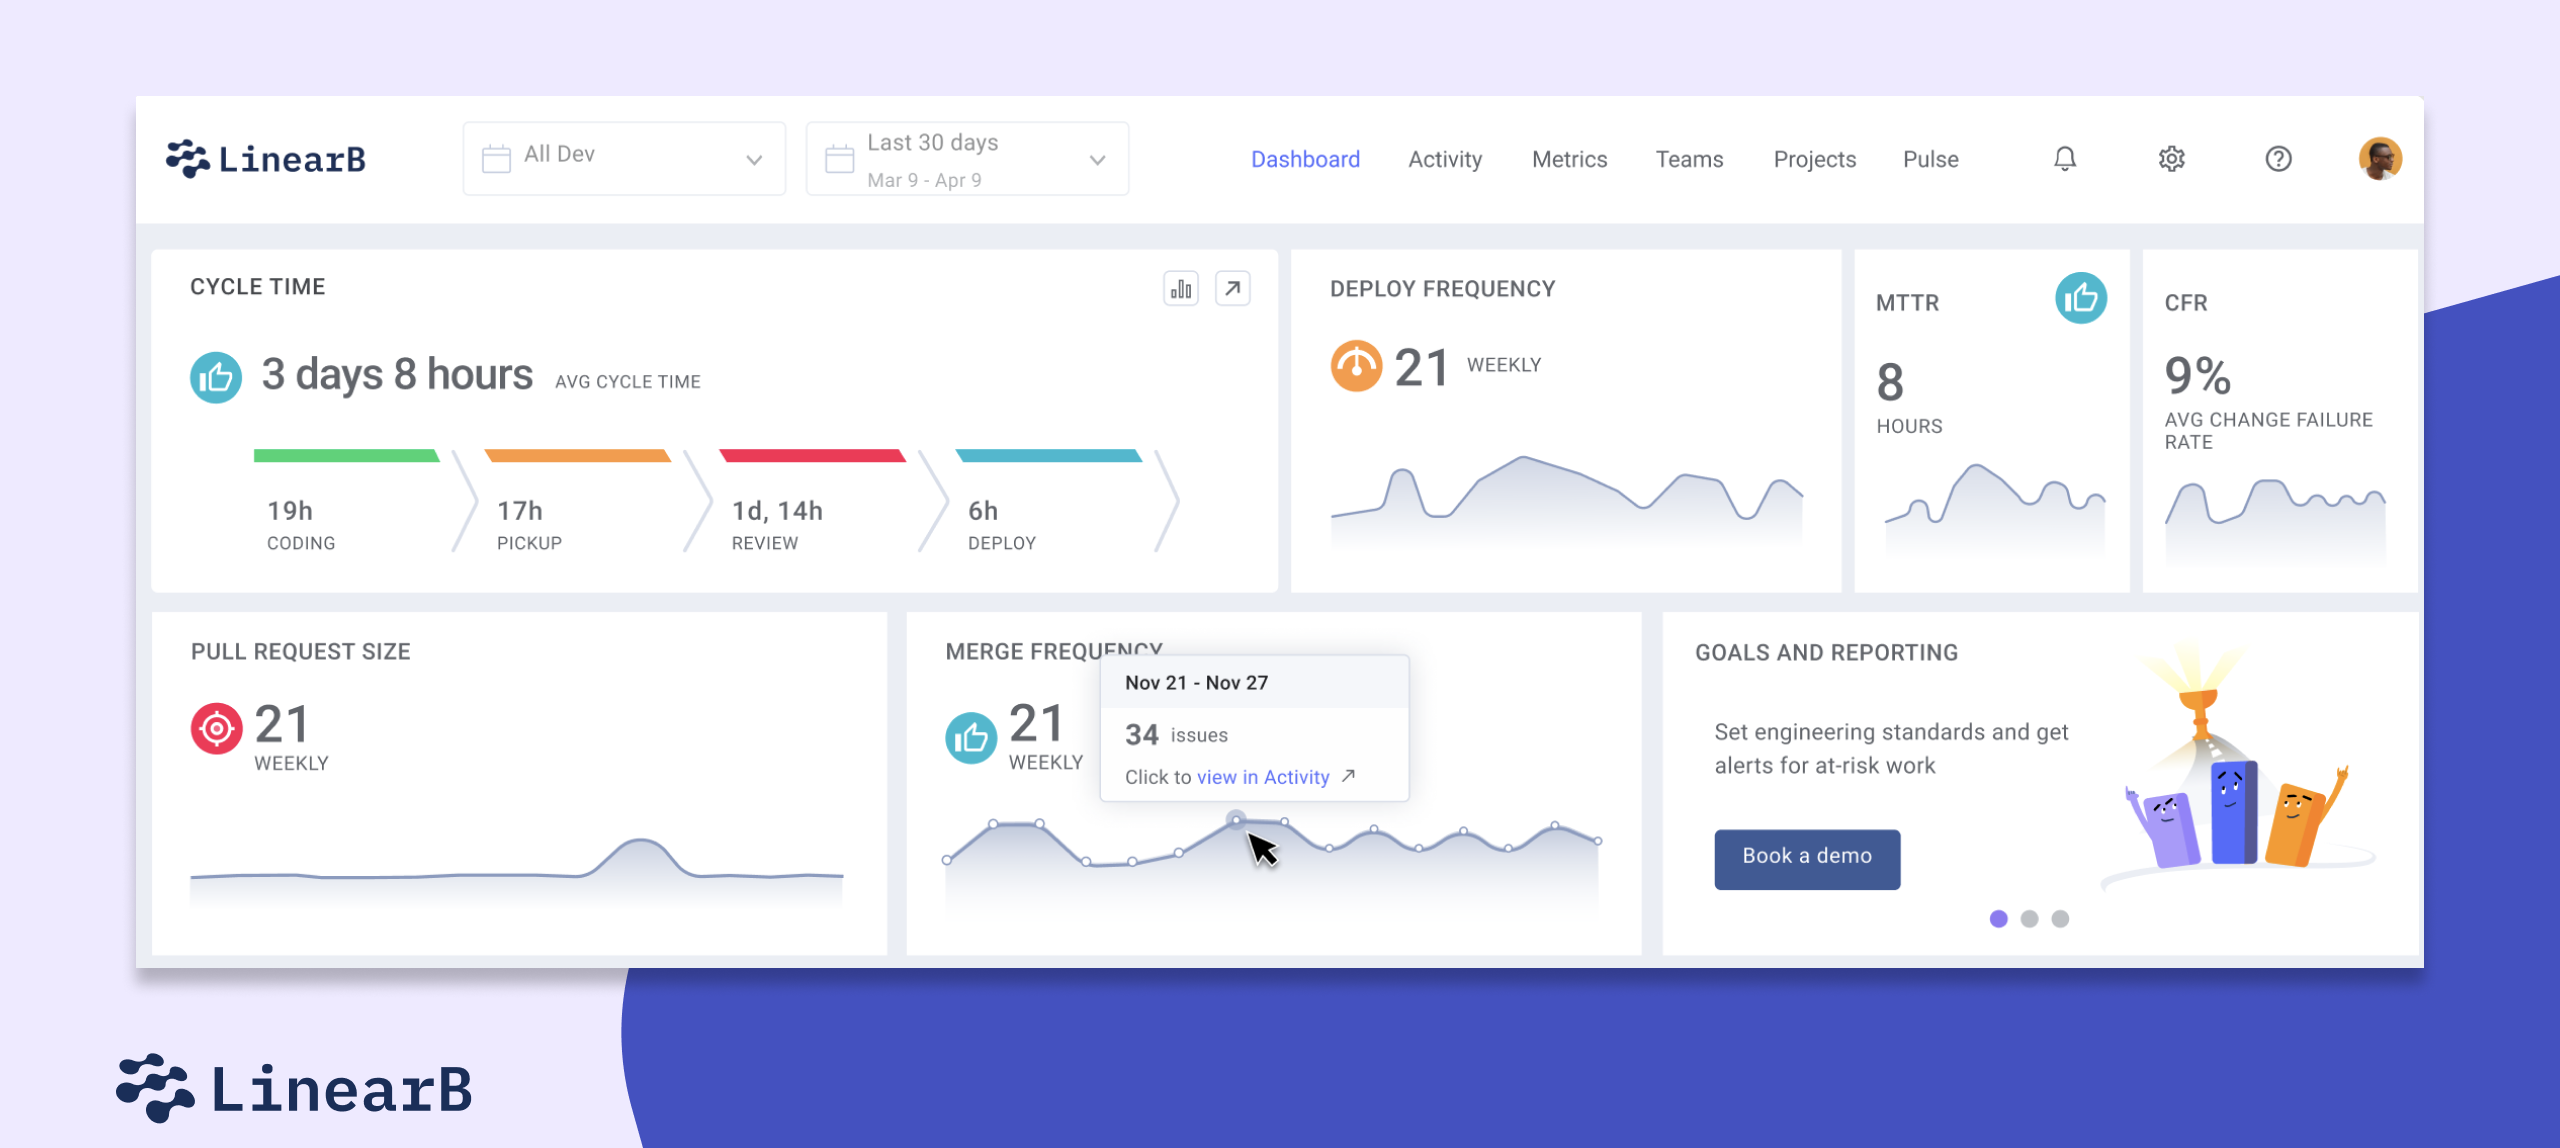 LinearB
All Dev
Last 30 days
Mar 9 - Apr 9
Dashboard
Activity
Metrics
Teams
Projects
Pulse
CYCLE TIME
3 days 8 hours AVG CYCLE TIME
19h
CODING
17h
PICKUP
1d, 14h
REVIEW
6h
DEPLOY
DEPLOY FREQUENCY
21 WEEKLY
MTTR
8
HOURS
CFR
9%
AVG CHANGE FAILURE
RATE
PULL REQUEST SIZE
21
WEEKLY
MERGE FREQUENCY
21
WEEKLY
Nov 21 - Nov 27
34 issues
Click to view in Activity
GOALS AND REPORTING
Set engineering standards and get
alerts for at-risk work
Book a demo
LinearB